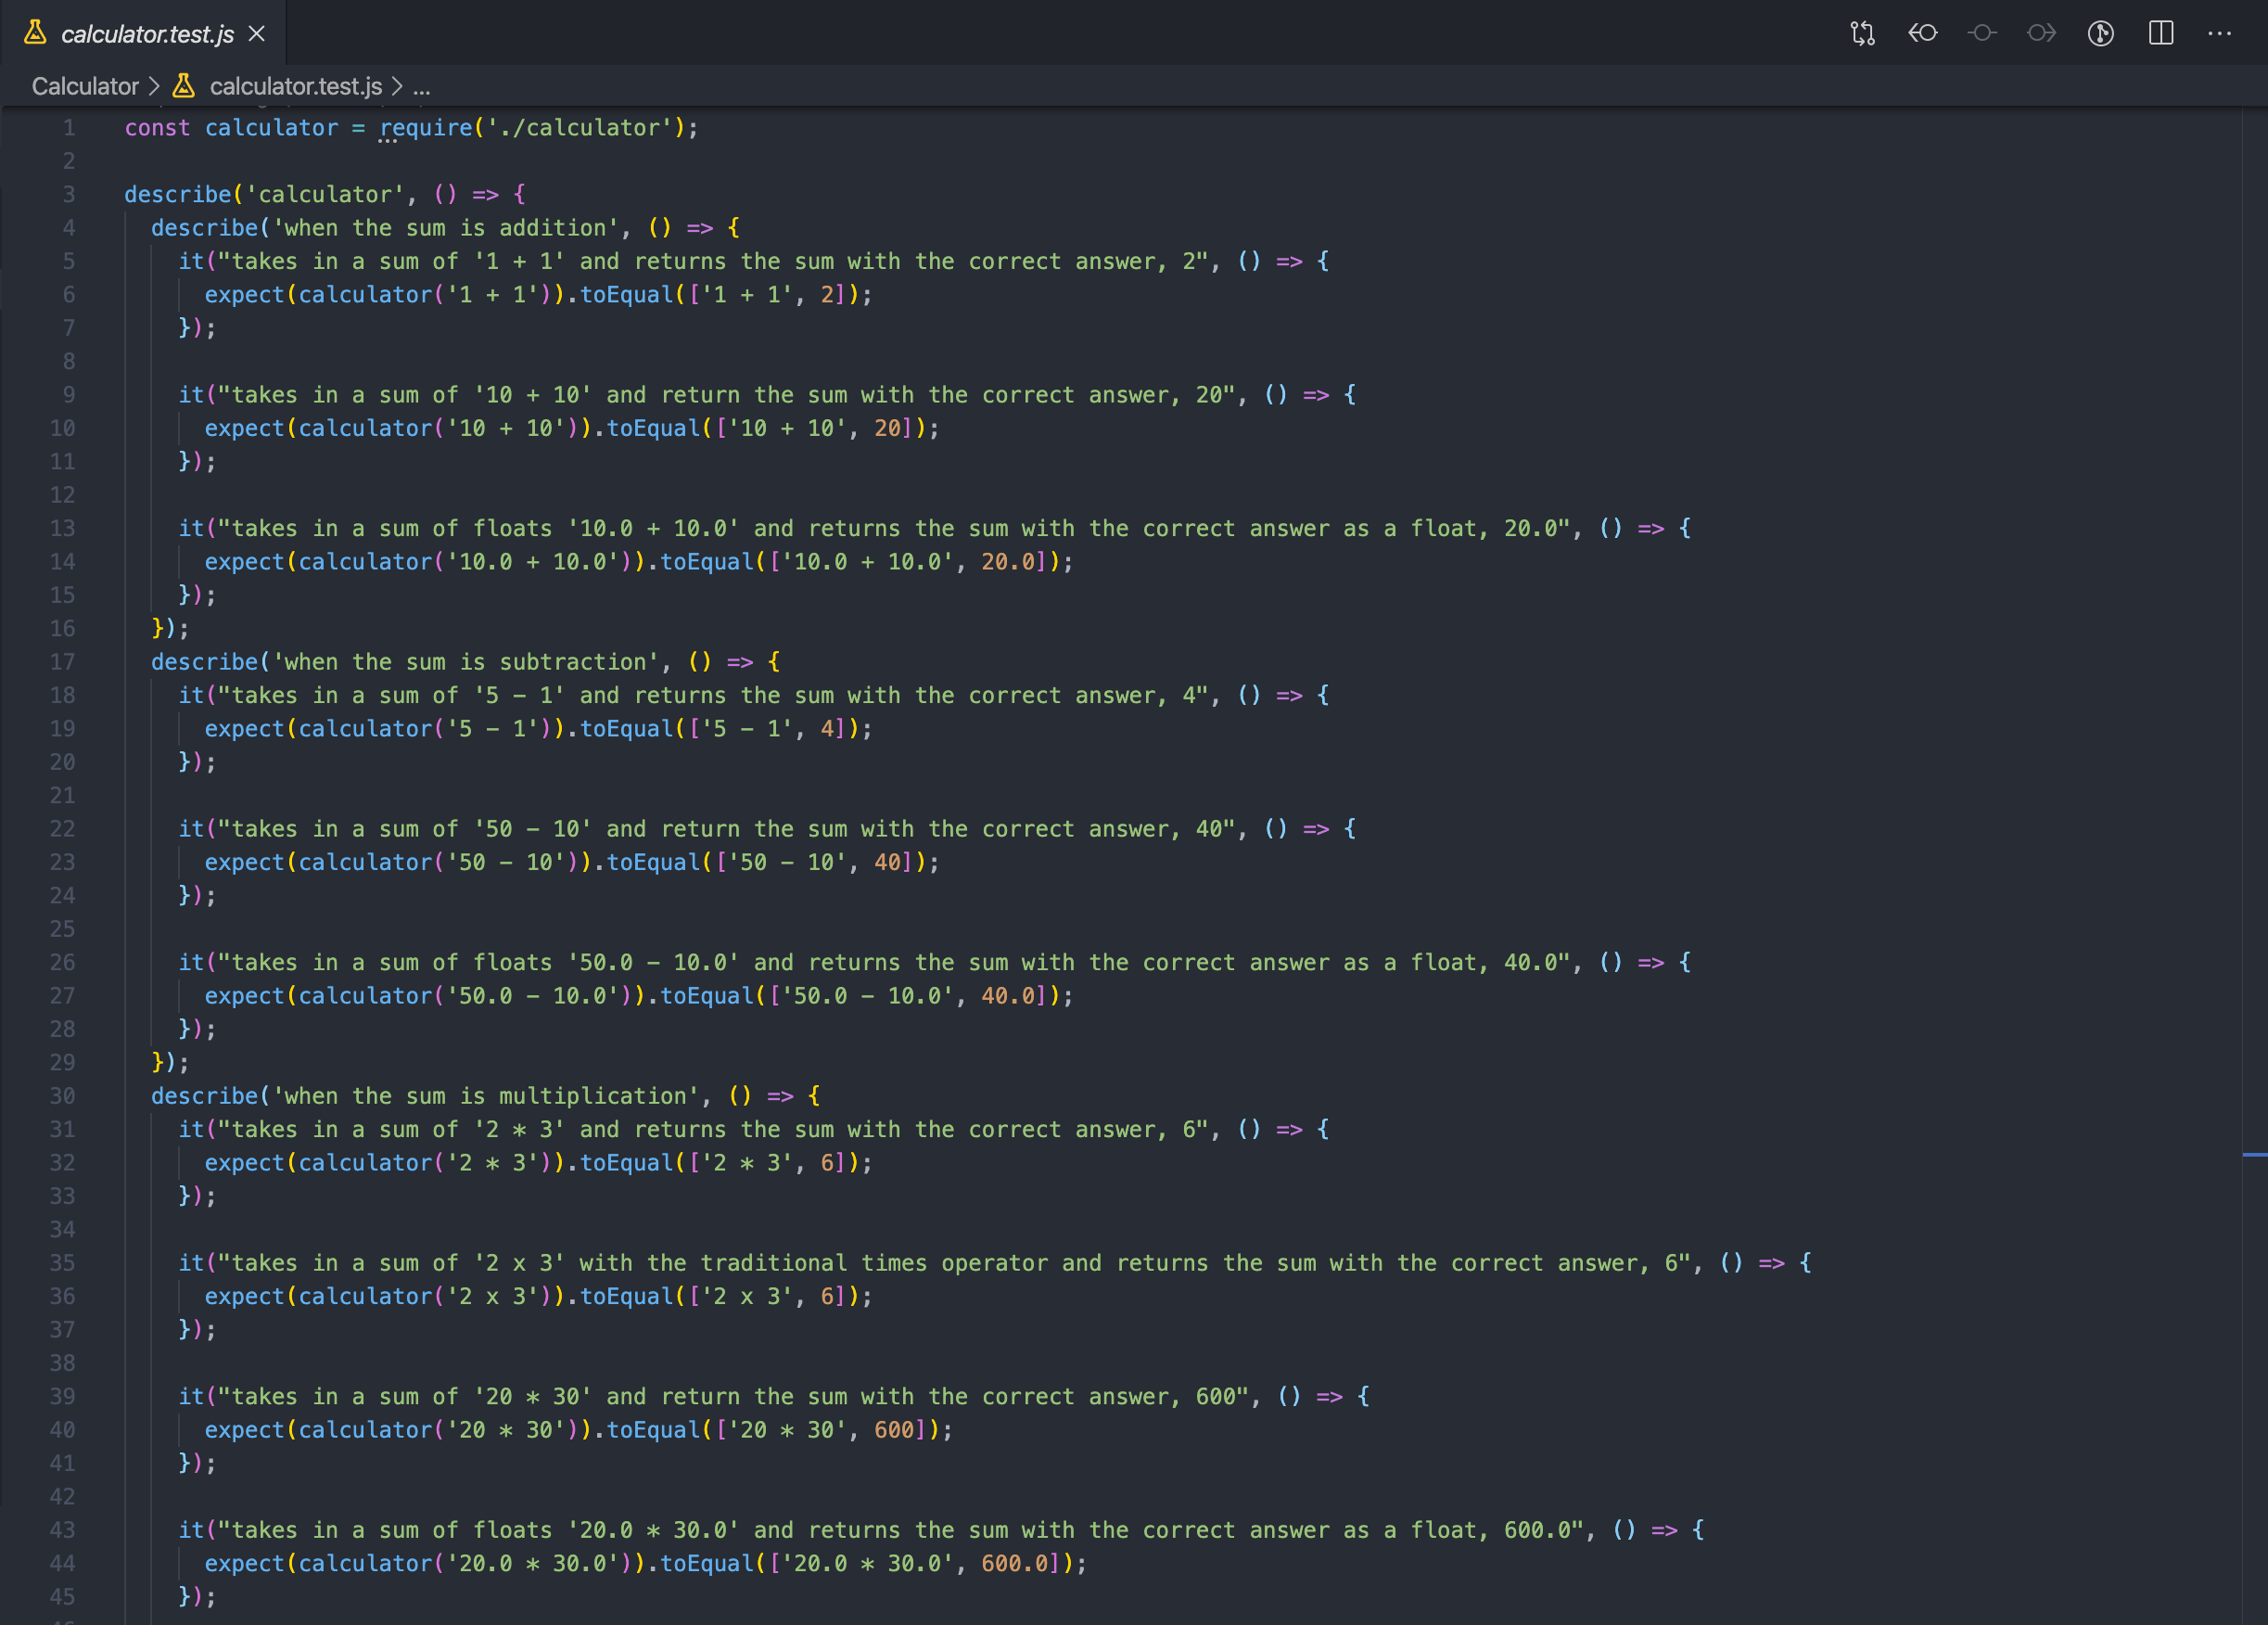 calculator.test.js
Calculator > calculator.test.js > ...
1 const calculator = require('./calculator');
2
3 describe('calculator', () => {
4   describe('when the sum is addition', () => {
5     it("takes in a sum of '1 + 1' and returns the sum with the correct answer, 2", () => {
6       expect(calculator('1 + 1')).toEqual(['1 + 1', 2]);
7     });
8
9     it("takes in a sum of '10 + 10' and return the sum with the correct answer, 20", () => {
10       expect(calculator('10 + 10')).toEqual(['10 + 10', 20]);
11     });
12
13     it("takes in a sum of floats '10.0 + 10.0' and returns the sum with the correct answer as a float, 20.0", () => {
14       expect(calculator('10.0 + 10.0')).toEqual(['10.0 + 10.0', 20.0]);
15     });
16   });
17   describe('when the sum is subtraction', () => {
18     it("takes in a sum of '5 - 1' and returns the sum with the correct answer, 4", () => {
19       expect(calculator('5 - 1')).toEqual(['5 - 1', 4]);
20     });
21
22     it("takes in a sum of '50 - 10' and return the sum with the correct answer, 40", () => {
23       expect(calculator('50 - 10')).toEqual(['50 - 10', 40]);
24     });
25
26     it("takes in a sum of floats '50.0 - 10.0' and returns the sum with the correct answer as a float, 40.0", () => {
27       expect(calculator('50.0 - 10.0')).toEqual(['50.0 - 10.0', 40.0]);
28     });
29   });
30   describe('when the sum is multiplication', () => {
31     it("takes in a sum of '2 * 3' and returns the sum with the correct answer, 6", () => {
32       expect(calculator('2 * 3')).toEqual(['2 * 3', 6]);
33     });
34
35     it("takes in a sum of '2 x 3' with the traditional times operator and returns the sum with the correct answer, 6", () => {
36       expect(calculator('2 x 3')).toEqual(['2 x 3', 6]);
37     });
38
39     it("takes in a sum of '20 * 30' and return the sum with the correct answer, 600", () => {
40       expect(calculator('20 * 30')).toEqual(['20 * 30', 600]);
41     });
42
43     it("takes in a sum of floats '20.0 * 30.0' and returns the sum with the correct answer as a float, 600.0", () => {
44       expect(calculator('20.0 * 30.0')).toEqual(['20.0 * 30.0', 600.0]);
45     });